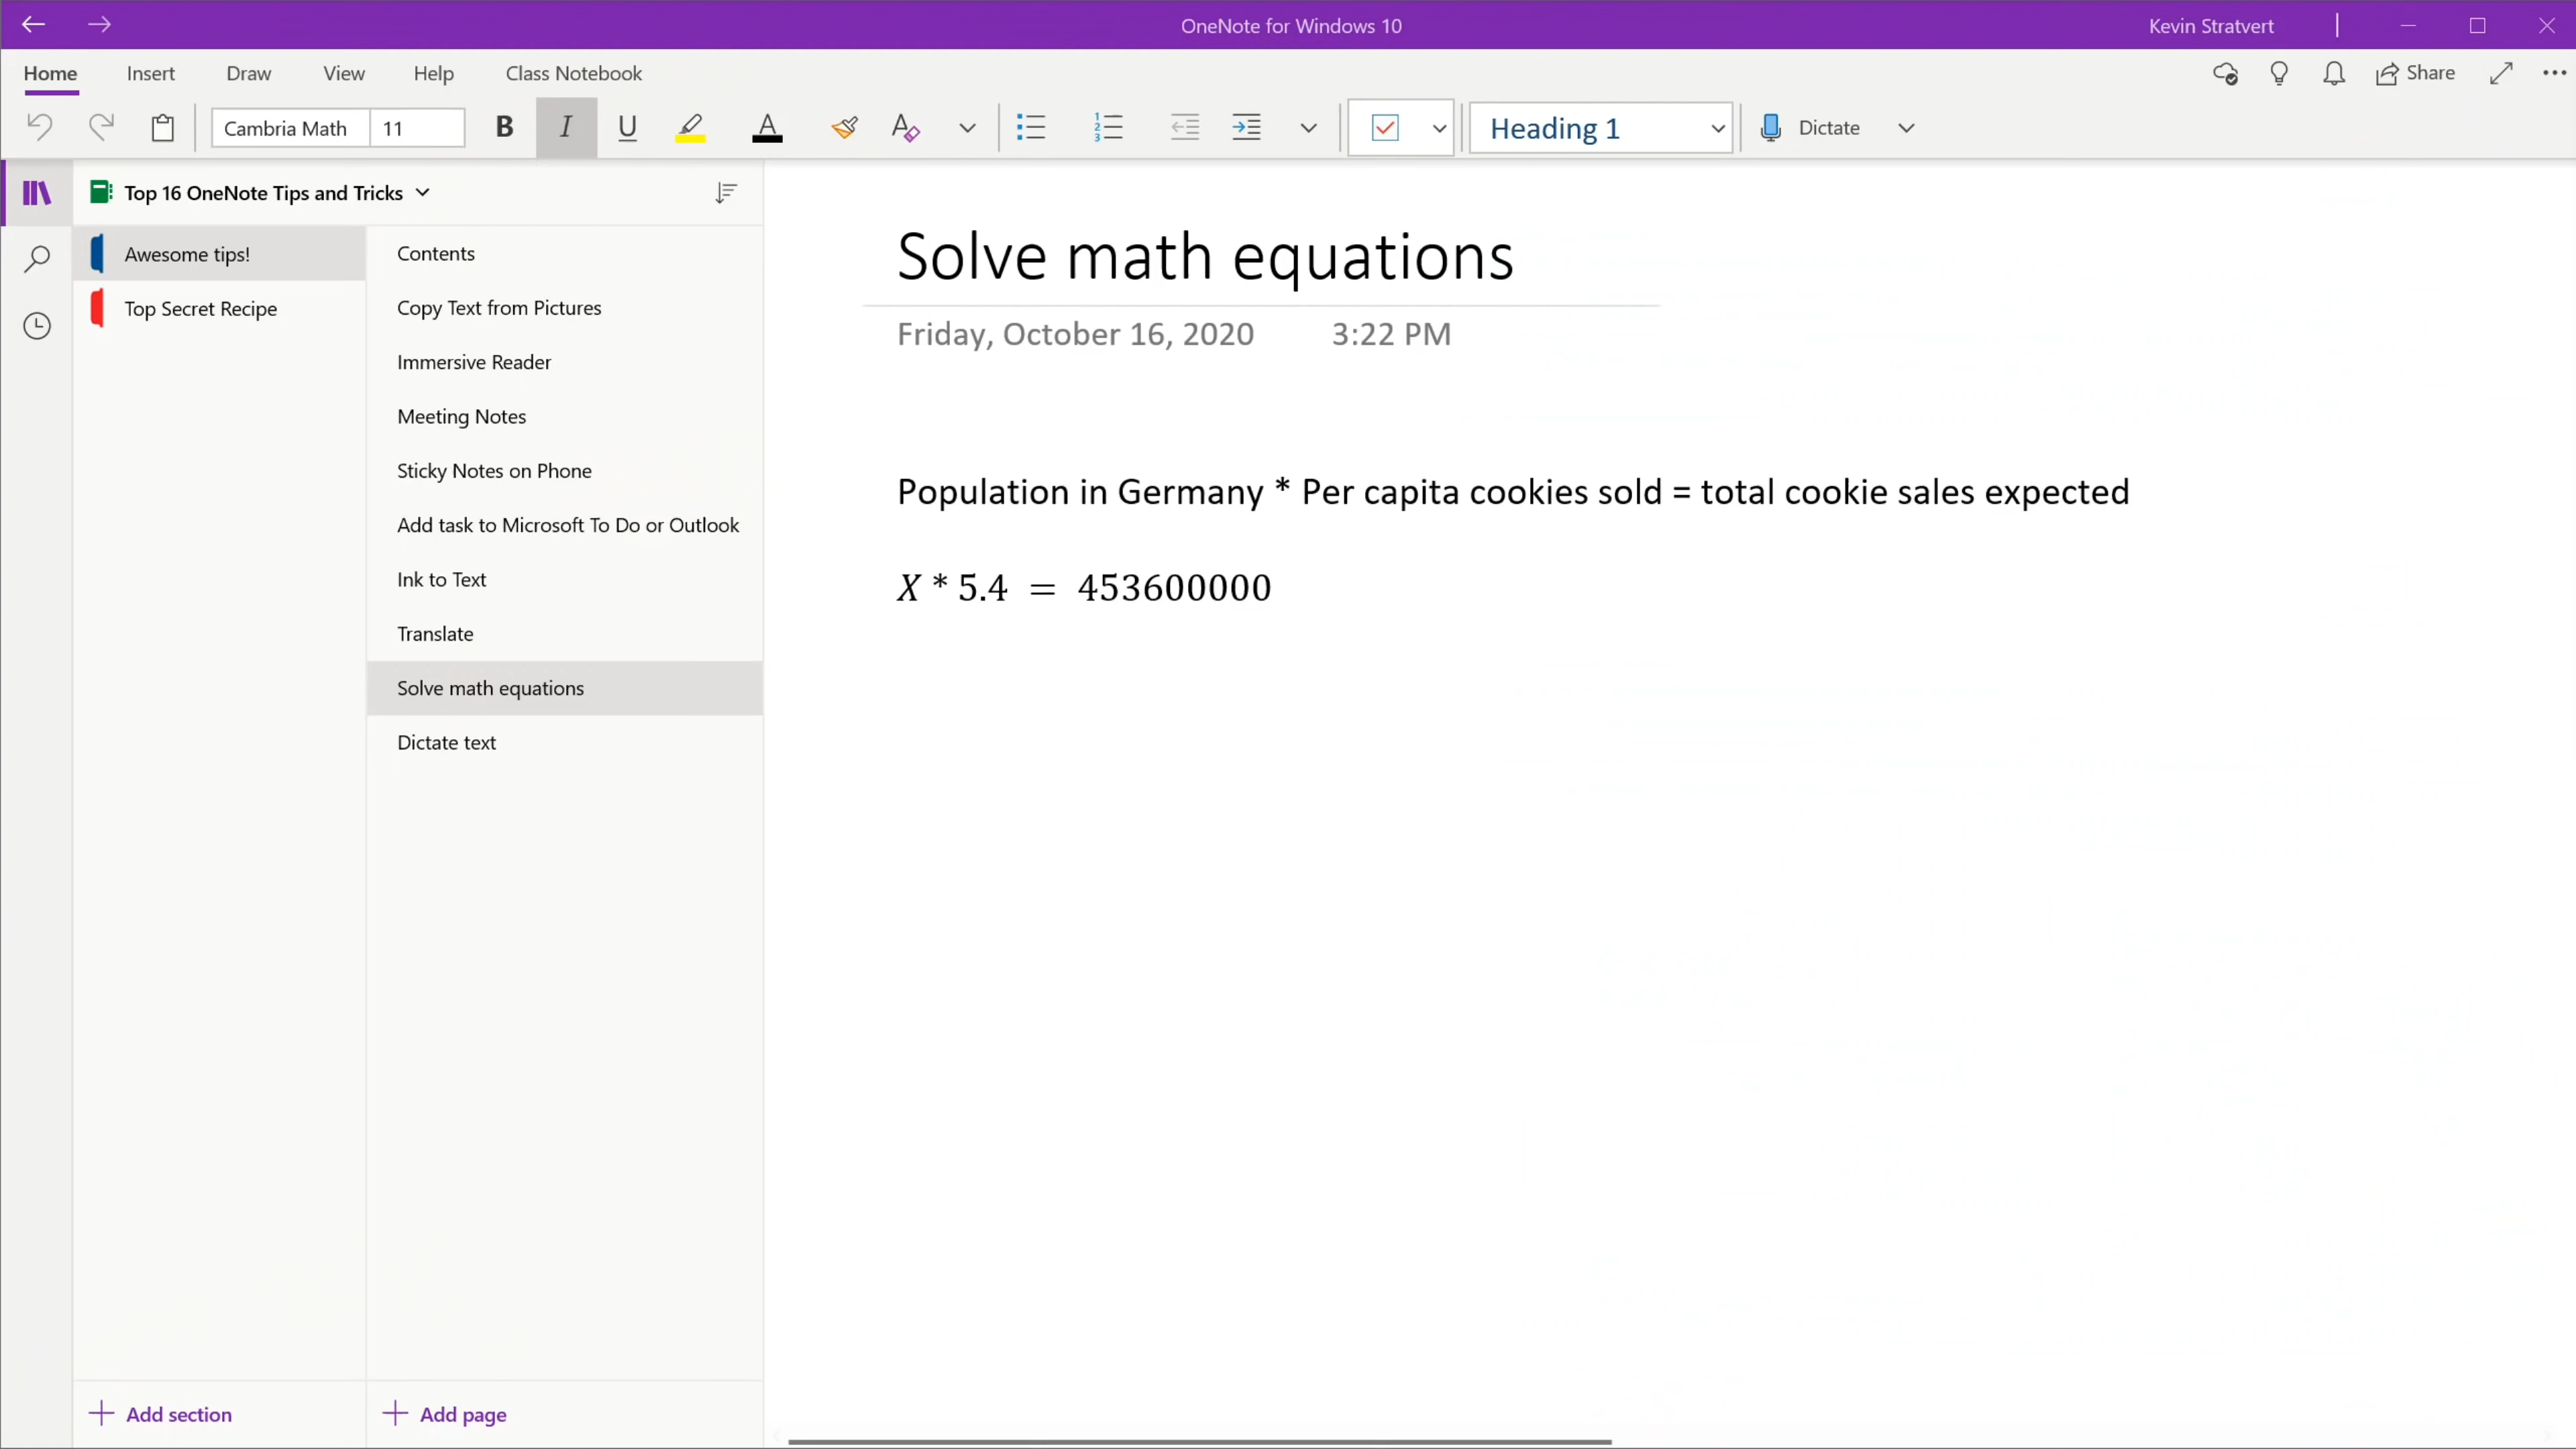 OneNote for Windows 10
Kevin Stratvert
Home Insert Draw View Help Class Notebook
Share
Cambria Math 11 B I U A A Heading 1 Dictate
Top 16 OneNote Tips and Tricks
Awesome tips!
Top Secret Recipe
Contents
Copy Text from Pictures
Immersive Reader
Meeting Notes
Sticky Notes on Phone
Add task to Microsoft To Do or Outlook
Ink to Text
Translate
Solve math equations
Dictate text
Add section
Add page
Solve math equations
Friday, October 16, 2020 3:22 PM
Population in Germany * Per capita cookies sold = total cookie sales expected
X * 5.4 = 453600000